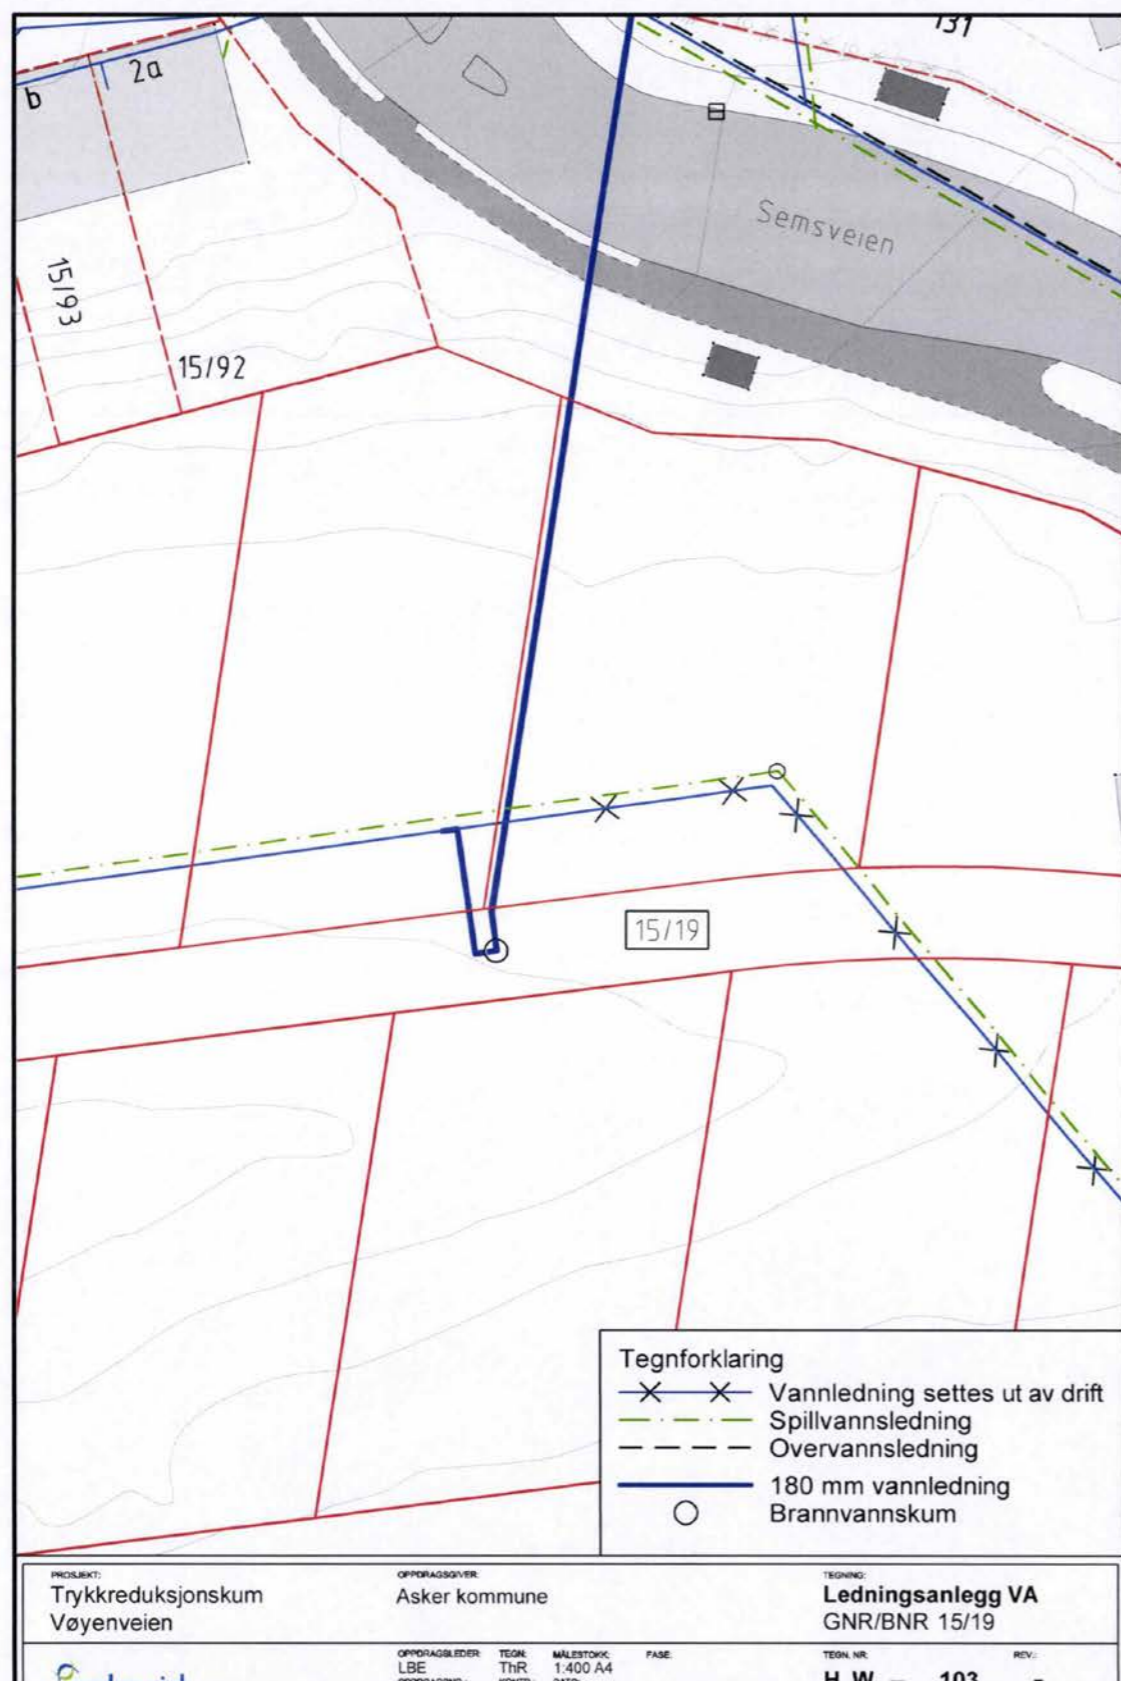 131
2a
b
Semsveien
15/93
15/92
15/19
Tegnforklaring
Vannledning settes ut av drift
Spillvannsledning
Overvannsledning
180 mm vannledning
Brannvannskum
PROSJEKT:
Trykkreduksjonskum
Vøyenveien
OPPDRAGSGIVER:
Asker kommune
TEGNING:
Ledningsanlegg VA
GNR/BNR 15/19
OPPDRAGSLEDER: TEGN: MÅLESTOKK: FASE:
LBE ThR 1:400 A4
TEGN. NR: REV.:
103